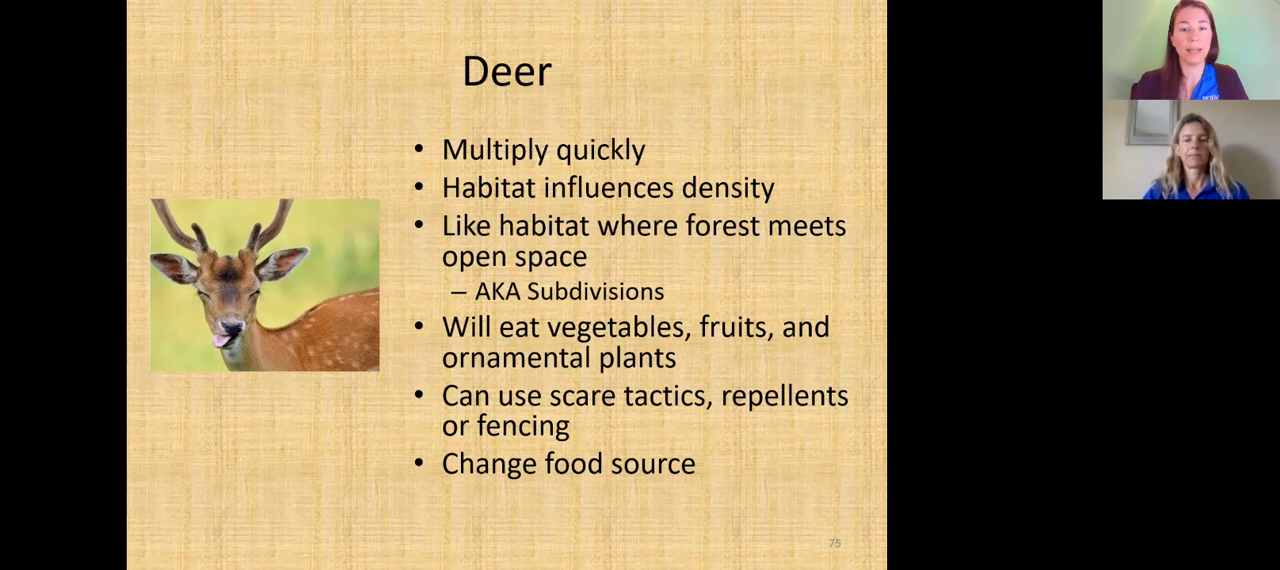 Deer
• Multiply quickly
• Habitat influences density
• Like habitat where forest meets
open space
– AKA Subdivisions
• Will eat vegetables, fruits, and
ornamental plants
• Can use scare tactics, repellents
or fencing
• Change food source
75